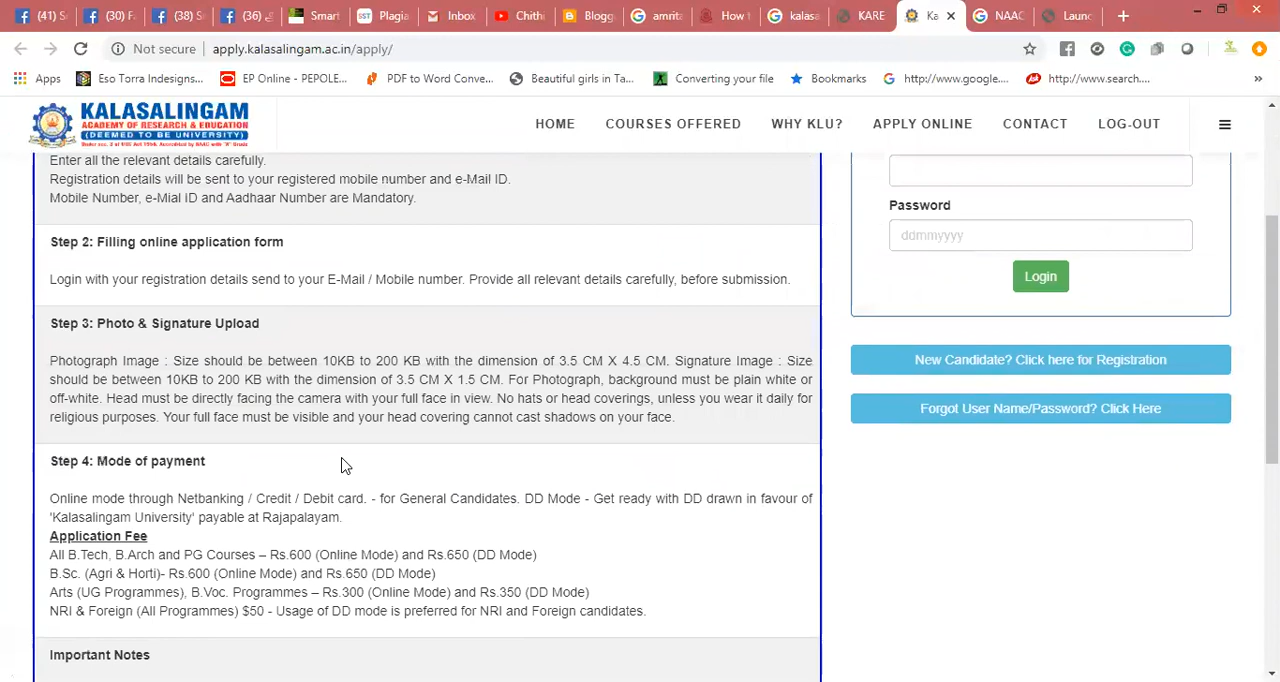 (41) S
(30) F
(38) S
(36)
Smart
SST
Plagia
Inbox
Chithi
Blogg
amrita
How t
kalasa
KARE
Ka
NAAC
Launc
Not secure
apply.kalasalingam.ac.in/apply/
Apps
Eso Torra Indesigns...
EP Online - PEPOLE...
PDF to Word Conve...
Beautiful girls in Ta...
Converting your file
Bookmarks
http://www.google....
http://www.search....
KALASALINGAM
ACADEMY OF RESEARCH & EDUCATION
(DEEMED TO BE UNIVERSITY)
Under sec. 3 of UGC Act 1956. Accredited by NAAC with "A" Grade
HOME
COURSES OFFERED
WHY KLU?
APPLY ONLINE
CONTACT
LOG-OUT
Enter all the relevant details carefully.
Registration details will be sent to your registered mobile number and e-Mail ID.
Mobile Number, e-Mial ID and Aadhaar Number are Mandatory.
Step 2: Filling online application form
Login with your registration details send to your E-Mail / Mobile number. Provide all relevant details carefully, before submission.
Step 3: Photo & Signature Upload
Photograph Image : Size should be between 10KB to 200 KB with the dimension of 3.5 CM X 4.5 CM. Signature Image : Size
should be between 10KB to 200 KB with the dimension of 3.5 CM X 1.5 CM. For Photograph, background must be plain white or
off-white. Head must be directly facing the camera with your full face in view. No hats or head coverings, unless you wear it daily for
religious purposes. Your full face must be visible and your head covering cannot cast shadows on your face.
Step 4: Mode of payment
Online mode through Netbanking / Credit / Debit card. - for General Candidates. DD Mode - Get ready with DD drawn in favour of
'Kalasalingam University' payable at Rajapalayam.
Application Fee
All B.Tech, B.Arch and PG Courses – Rs.600 (Online Mode) and Rs.650 (DD Mode)
B.Sc. (Agri & Horti)- Rs.600 (Online Mode) and Rs.650 (DD Mode)
Arts (UG Programmes), B.Voc. Programmes – Rs.300 (Online Mode) and Rs.350 (DD Mode)
NRI & Foreign (All Programmes) $50 - Usage of DD mode is preferred for NRI and Foreign candidates.
Important Notes
Password
ddmmyyyy
Login
New Candidate? Click here for Registration
Forgot User Name/Password? Click Here